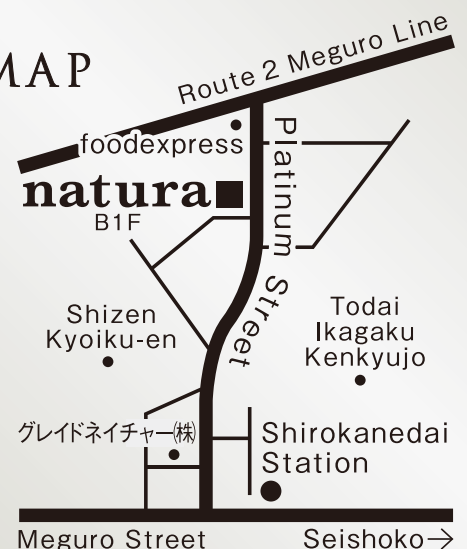 MAP
Route 2 Meguro Line
foodexpress
Platinum Street
natura
B1F
Shizen
Kyoiku-en
Todai
Ikagaku
Kenkyujo
グレイドネイチャー㈱
Shirokanedai
Station
Meguro Street
Seishoko→